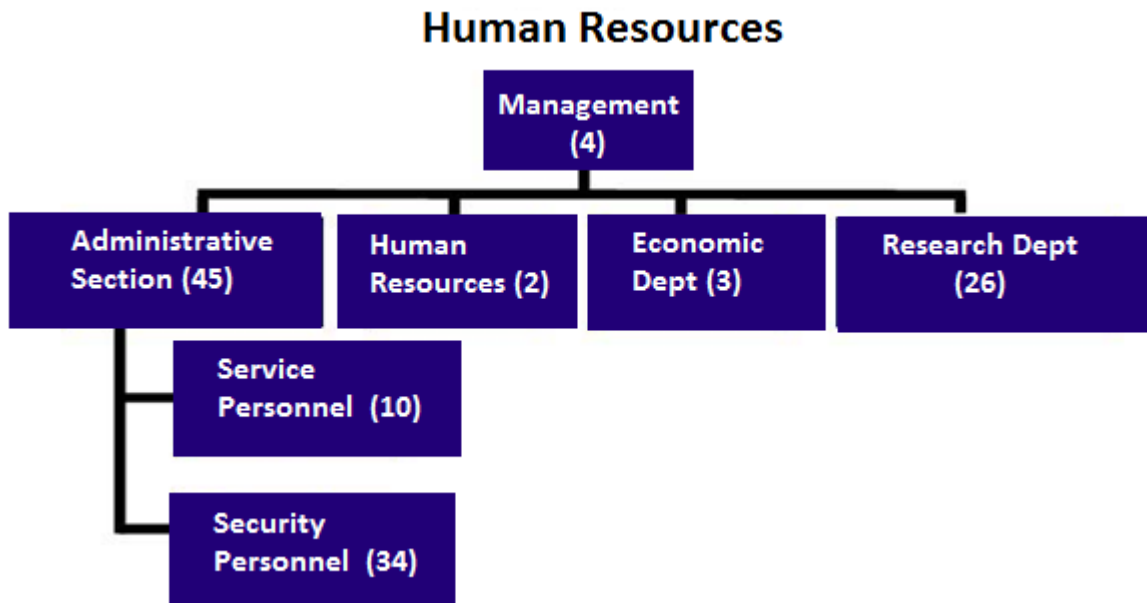 Human Resources
Management
(4)
Administrative
Section (45)
Human
Resources (2)
Economic
Dept (3)
Research Dept
(26)
Service
Personnel (10)
Security
Personnel (34)